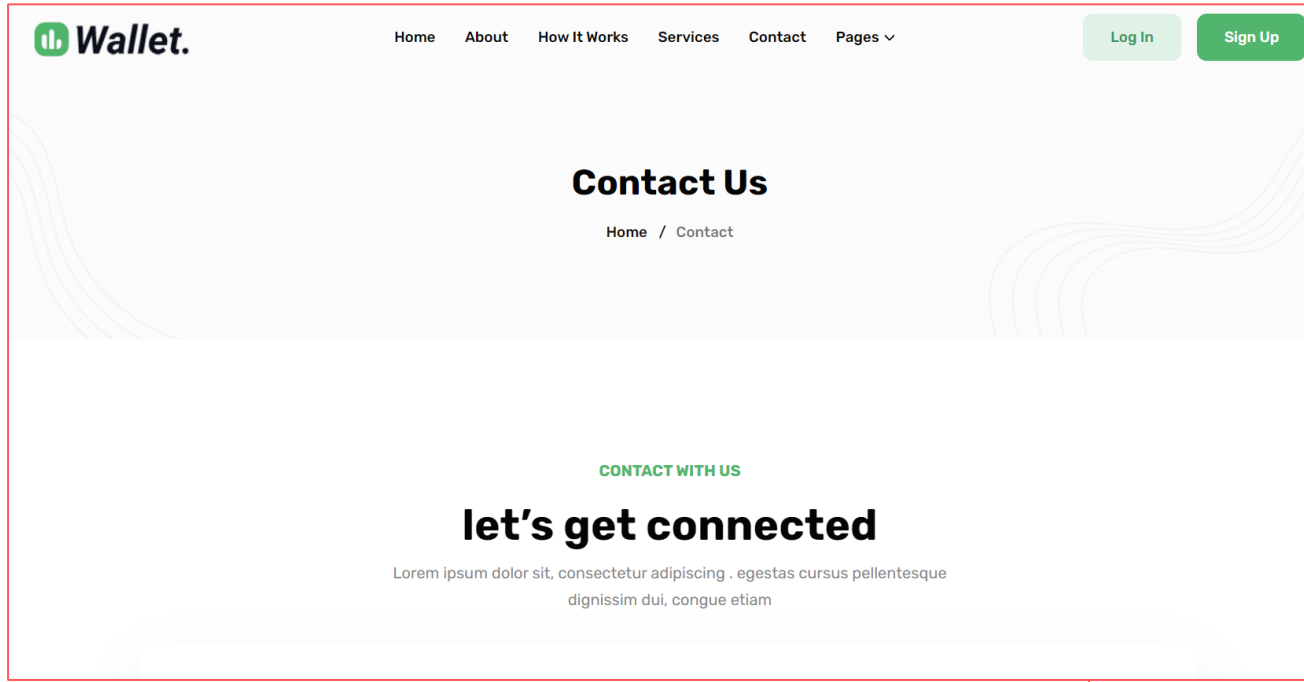 Wallet.
Home About How It Works Services Contact Pages
Log In Sign Up
Contact Us
Home / Contact
CONTACT WITH US
let’s get connected
Lorem ipsum dolor sit, consectetur adipiscing . egestas cursus pellentesque
dignissim dui, congue etiam